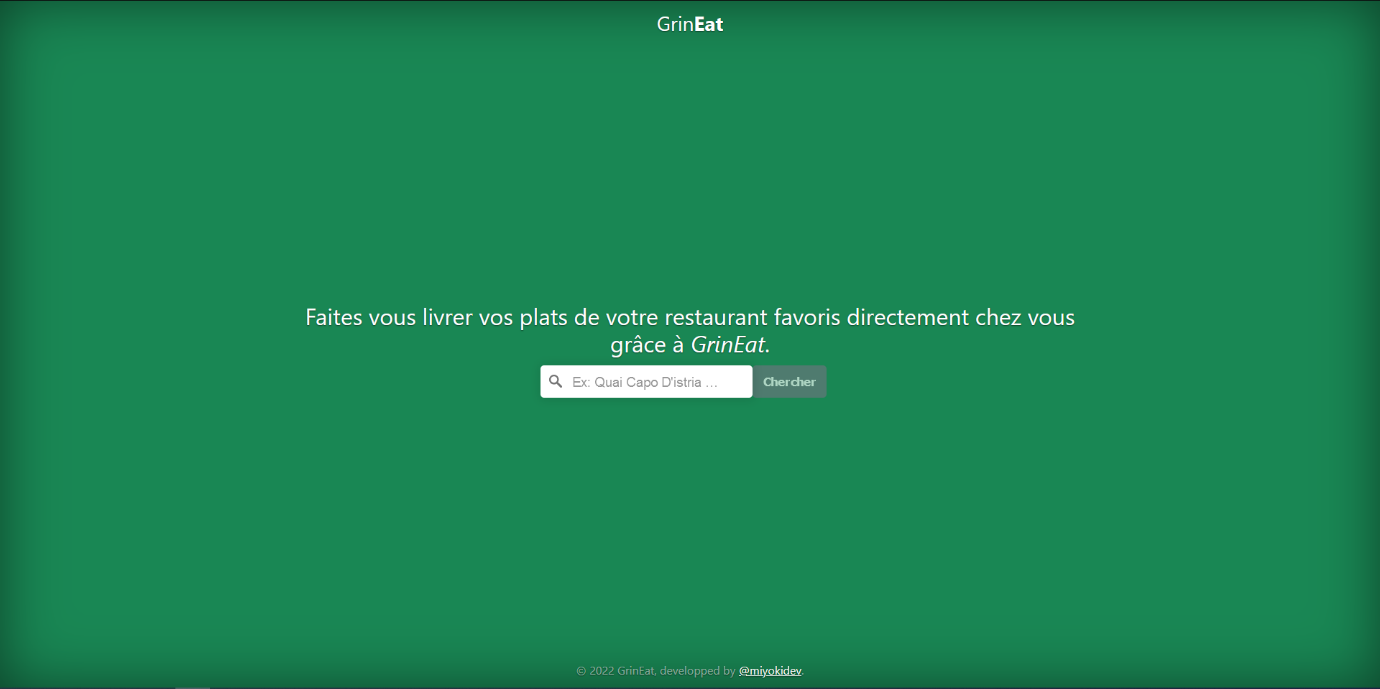 GrinEat
Faites vous livrer vos plats de votre restaurant favoris directement chez vous
grâce à GrinEat.
Ex: Quai Capo D'istria ...
Chercher
© 2022 GrinEat, developped by @miyokidev.